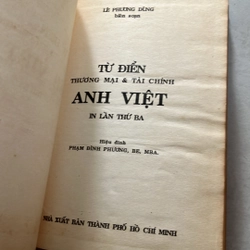 LÊ PHƯƠNG DŨNG
biên soạn
TỪ ĐIỂN
THƯƠNG MẠI & TÀI CHÍNH
ANH VIỆT
IN LẦN THỨ BA
Hiệu đính
PHẠM ĐÌNH PHƯƠNG, BE, MBA.
NHÀ XUẤT BẢN THÀNH PHỐ HỒ CHÍ MINH